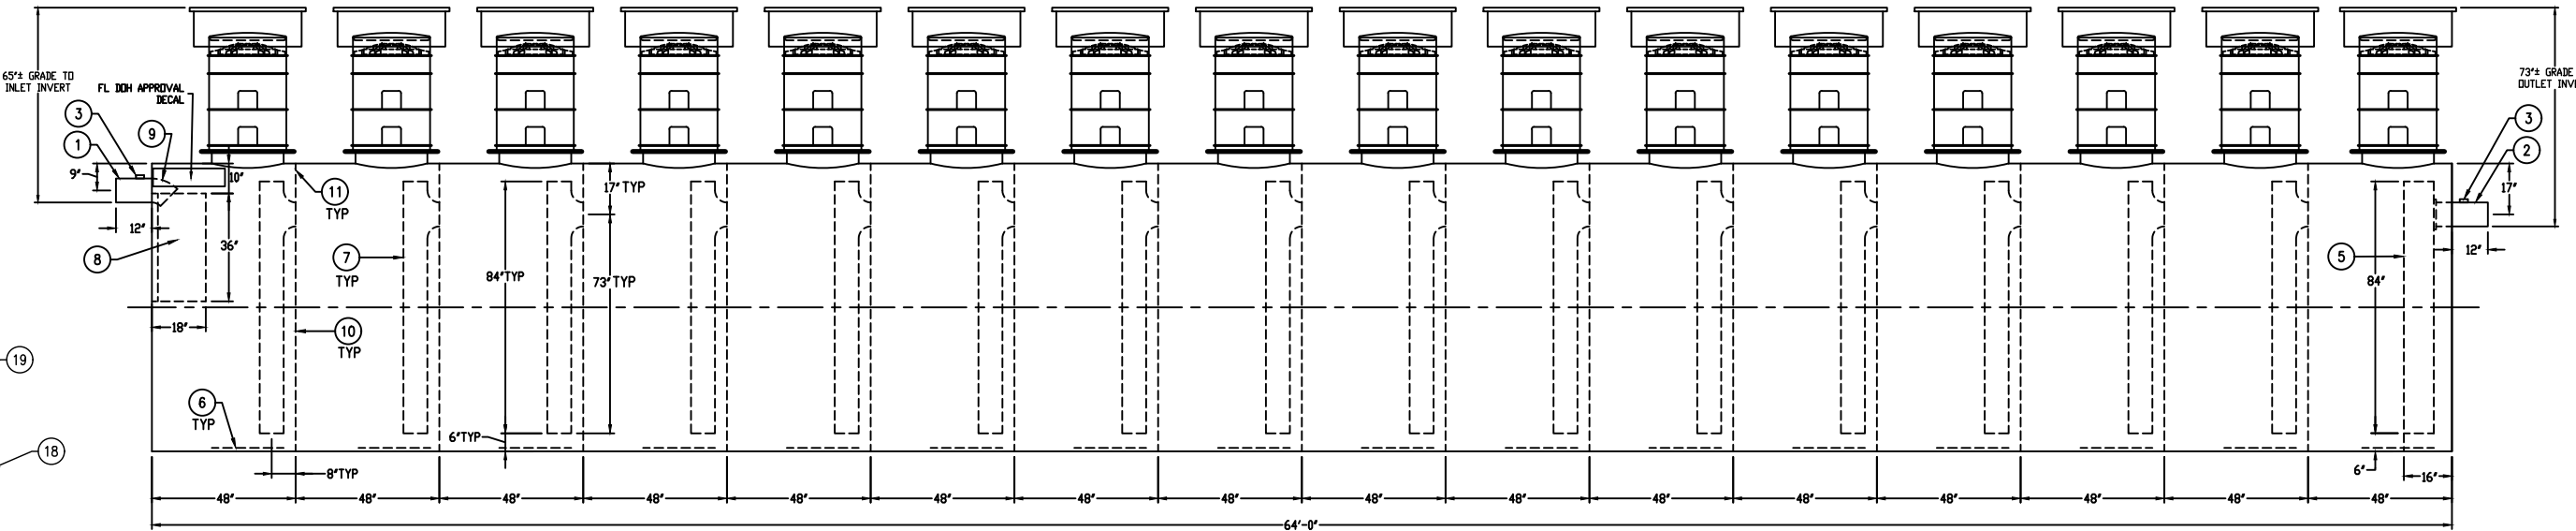 65"± GRADE TO
INLET INVERT
FL DOH APPROVAL
DECAL
73"± GRADE
OUTLET INVE
3
1
9
9"
10"
12"
36"
8
18"
11
TYP
7
TYP
10
TYP
17" TYP
84" TYP
73" TYP
3
2
17"
12"
5
84"
19
6
TYP
18
6" TYP
8" TYP
6"
16"
48" 48" 48" 48" 48" 48" 48" 48" 48" 48" 48" 48" 48" 48" 48" 48"
64'-0"